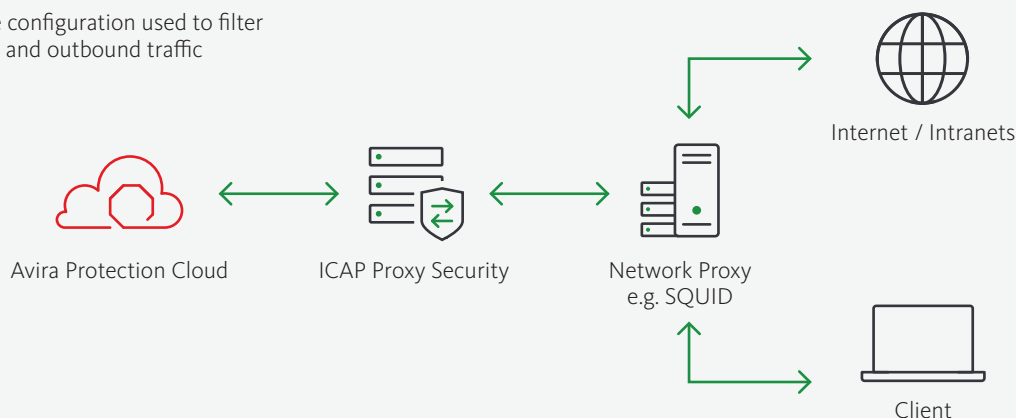 configuration used to filter
and outbound traffic
Internet / Intranets
Avira Protection Cloud
ICAP Proxy Security
Network Proxy
e.g. SQUID
Client